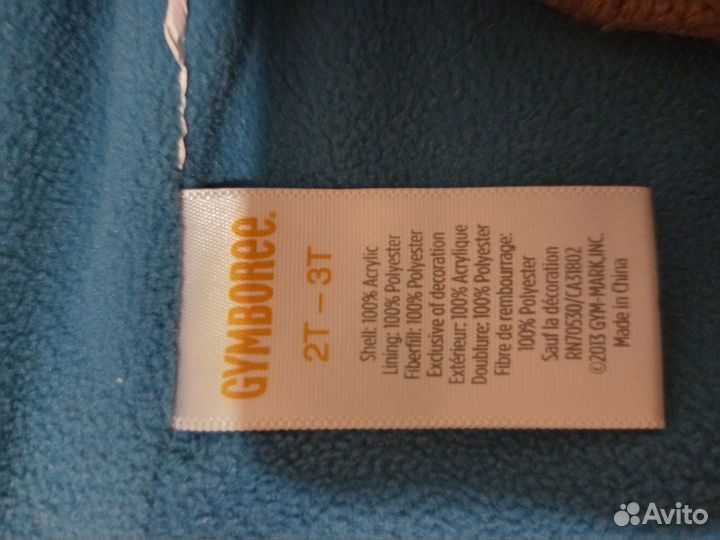 GYMBOREE®
2T – 3T
Shell: 100% Acrylic
Lining: 100% Polyester
Fiberfill: 100% Polyester
Exclusive of decoration
Extérieur: 100% Acrylique
Doublure: 100% Polyester
Fibre de rembourrage:
100% Polyester
Sauf la décoration
RN70530/CA31802
©2013 GYM-MARK, INC.
Made In China
Avito